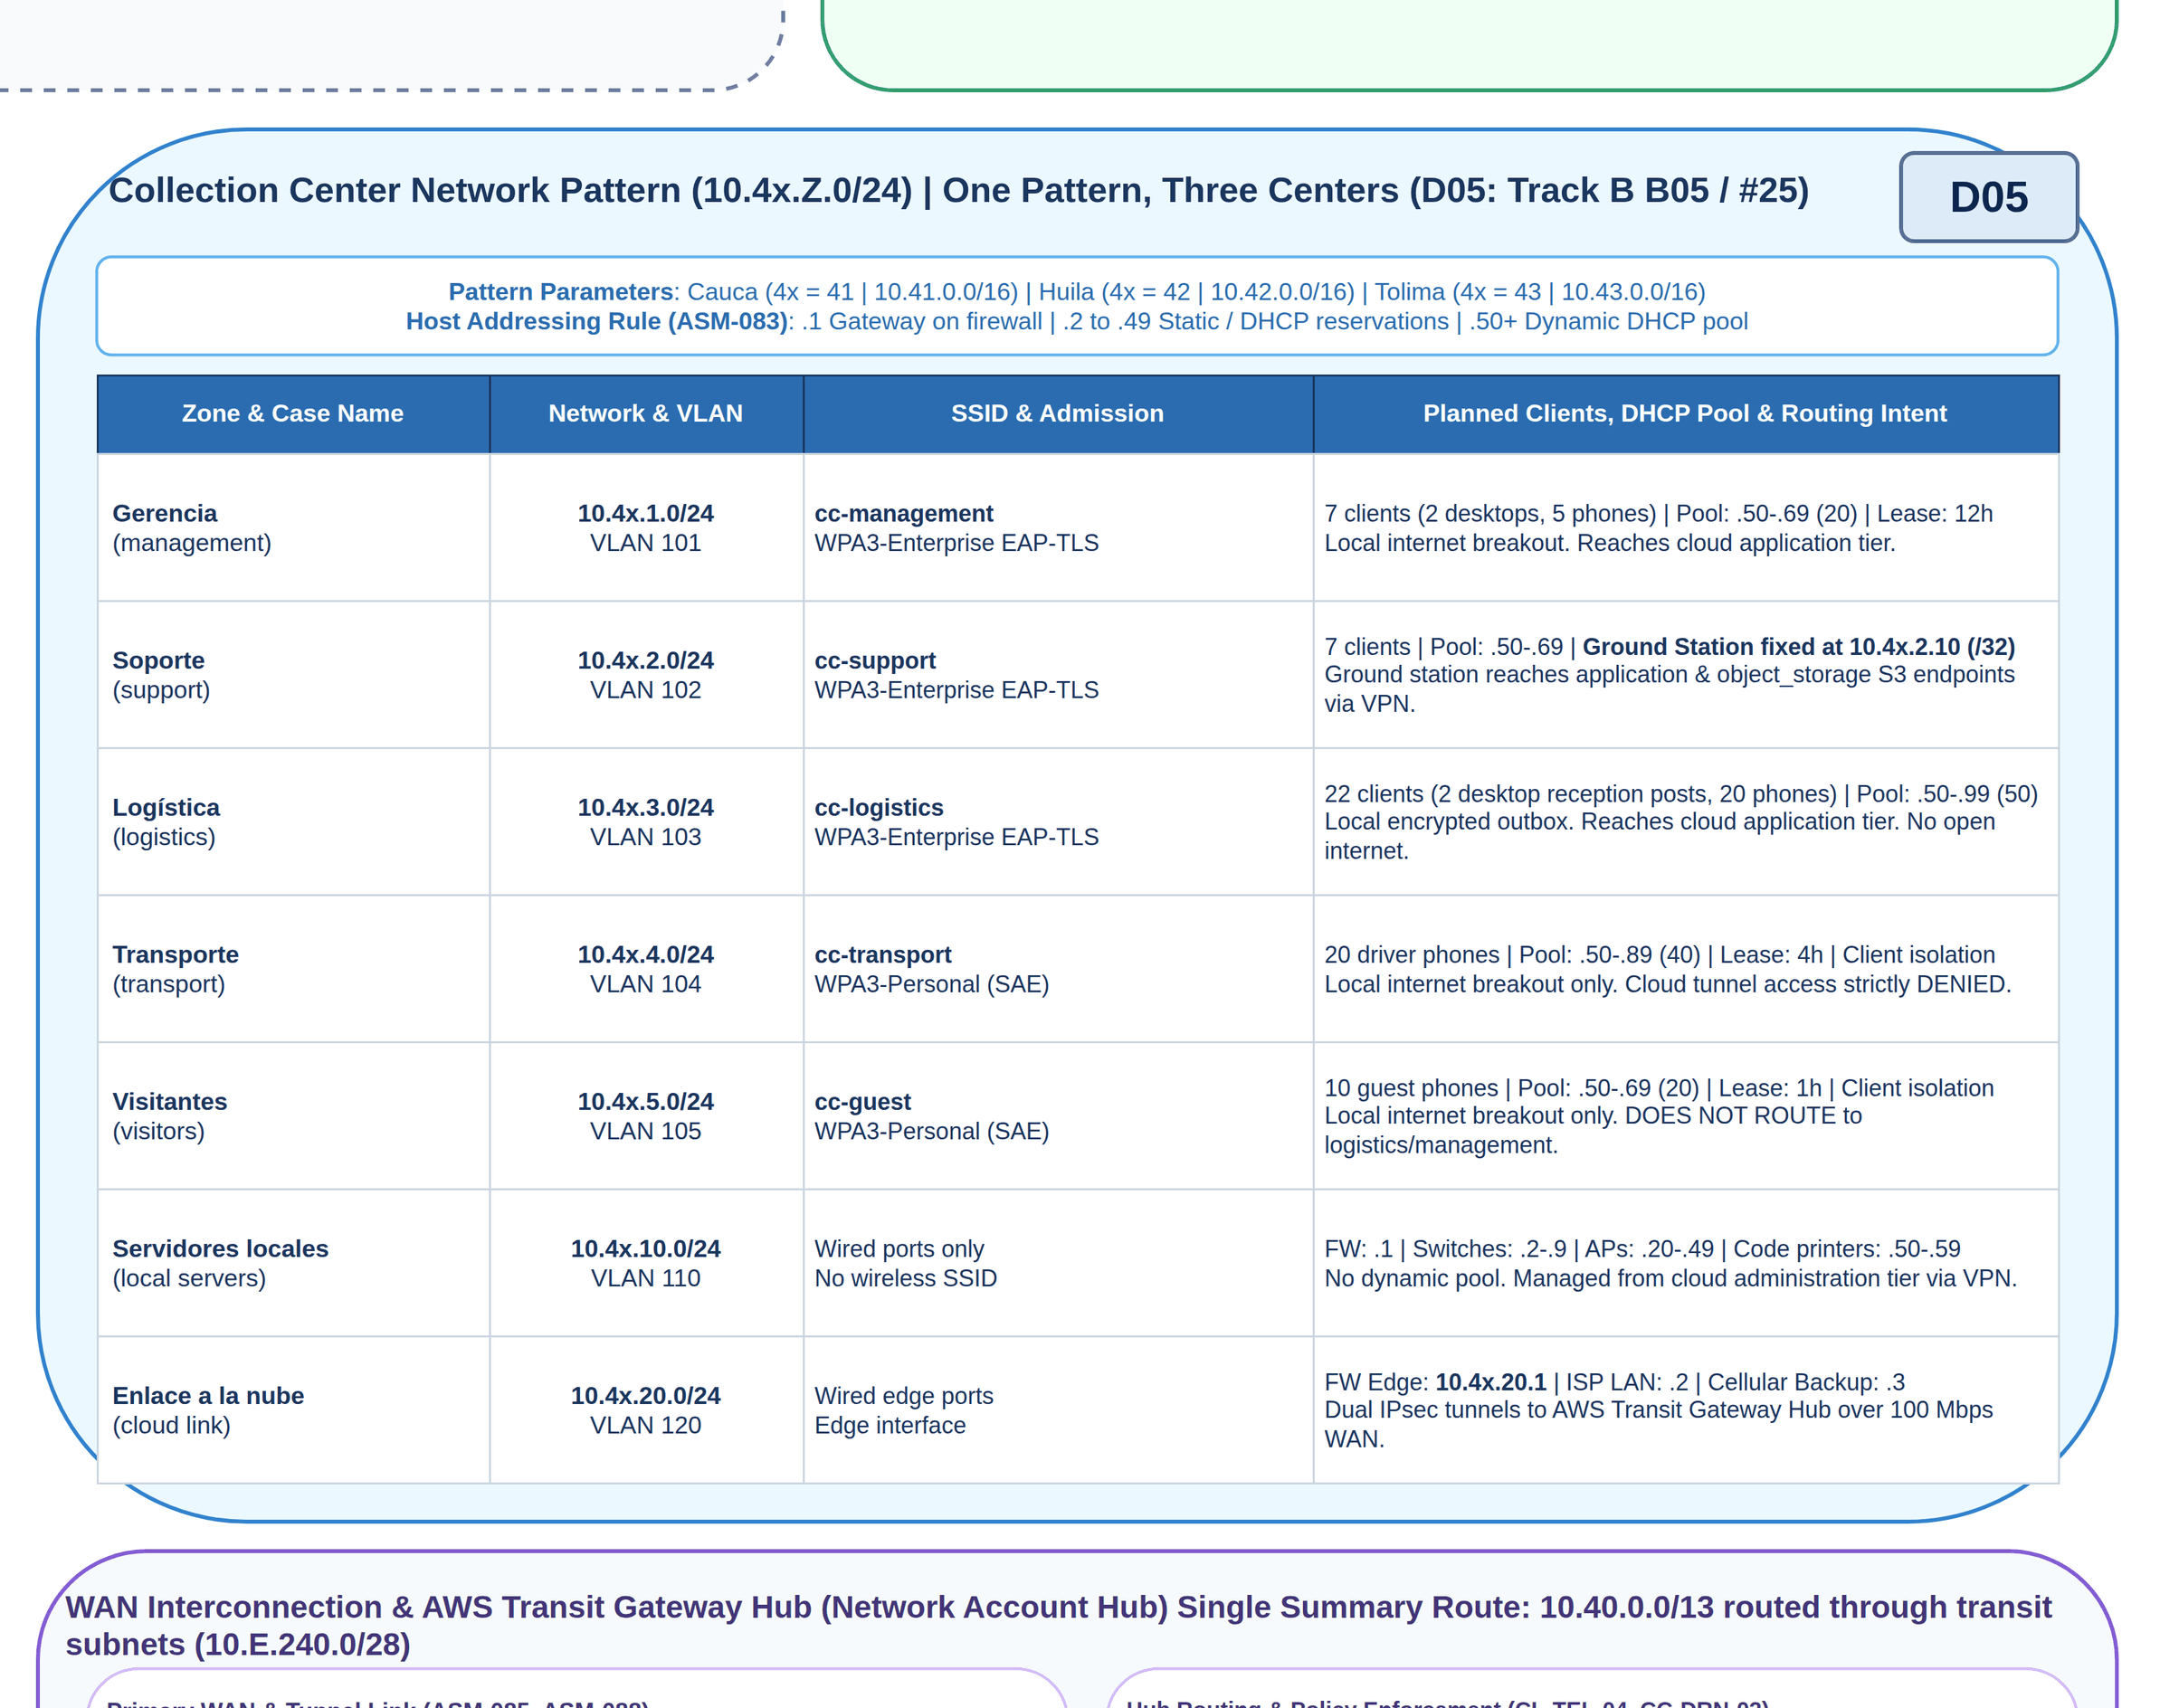 Collection Center Network Pattern (10.4x.Z.0/24) | One Pattern, Three Centers (D05: Track B B05 / #25)
D05
Pattern Parameters: Cauca (4x = 41 | 10.41.0.0/16) | Huila (4x = 42 | 10.42.0.0/16) | Tolima (4x = 43 | 10.43.0.0/16)
Host Addressing Rule (ASM-083): .1 Gateway on firewall | .2 to .49 Static / DHCP reservations | .50+ Dynamic DHCP pool
Zone & Case Name
Network & VLAN
SSID & Admission
Planned Clients, DHCP Pool & Routing Intent
Gerencia
(management)
10.4x.1.0/24
VLAN 101
cc-management
WPA3-Enterprise EAP-TLS
7 clients (2 desktops, 5 phones) | Pool: .50-.69 (20) | Lease: 12h
Local internet breakout. Reaches cloud application tier.
Soporte
(support)
10.4x.2.0/24
VLAN 102
cc-support
WPA3-Enterprise EAP-TLS
7 clients | Pool: .50-.69 | Ground Station fixed at 10.4x.2.10 (/32)
Ground station reaches application & object_storage S3 endpoints
via VPN.
Logística
(logistics)
10.4x.3.0/24
VLAN 103
cc-logistics
WPA3-Enterprise EAP-TLS
22 clients (2 desktop reception posts, 20 phones) | Pool: .50-.99 (50)
Local encrypted outbox. Reaches cloud application tier. No open
internet.
Transporte
(transport)
10.4x.4.0/24
VLAN 104
cc-transport
WPA3-Personal (SAE)
20 driver phones | Pool: .50-.89 (40) | Lease: 4h | Client isolation
Local internet breakout only. Cloud tunnel access strictly DENIED.
Visitantes
(visitors)
10.4x.5.0/24
VLAN 105
cc-guest
WPA3-Personal (SAE)
10 guest phones | Pool: .50-.69 (20) | Lease: 1h | Client isolation
Local internet breakout only. DOES NOT ROUTE to
logistics/management.
Servidores locales
(local servers)
10.4x.10.0/24
VLAN 110
Wired ports only
No wireless SSID
FW: .1 | Switches: .2-.9 | APs: .20-.49 | Code printers: .50-.59
No dynamic pool. Managed from cloud administration tier via VPN.
Enlace a la nube
(cloud link)
10.4x.20.0/24
VLAN 120
Wired edge ports
Edge interface
FW Edge: 10.4x.20.1 | ISP LAN: .2 | Cellular Backup: .3
Dual IPsec tunnels to AWS Transit Gateway Hub over 100 Mbps
WAN.
WAN Interconnection & AWS Transit Gateway Hub (Network Account Hub) Single Summary Route: 10.40.0.0/13 routed through transit
subnets (10.E.240.0/28)
Primary WAN & Tunnel Link (ASM-085, ASM-088)